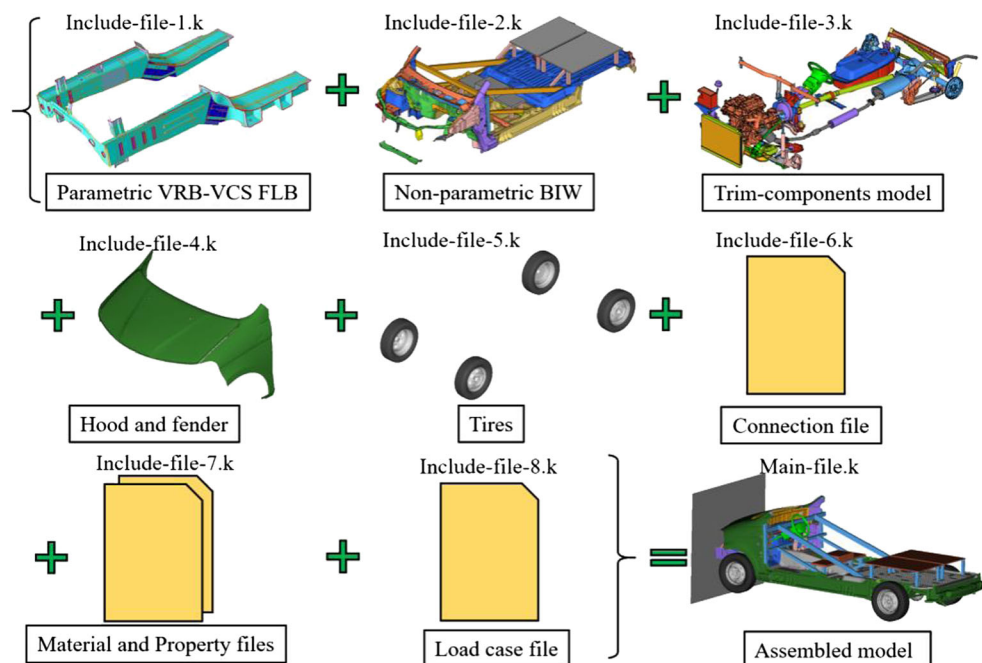 Include-file-1.k
Include-file-2.k
Include-file-3.k
Parametric VRB-VCS FLB
Non-parametric BIW
Trim-components model
Include-file-4.k
Include-file-5.k
Include-file-6.k
Hood and fender
Tires
Connection file
Include-file-7.k
Include-file-8.k
Main-file.k
Material and Property files
Load case file
Assembled model